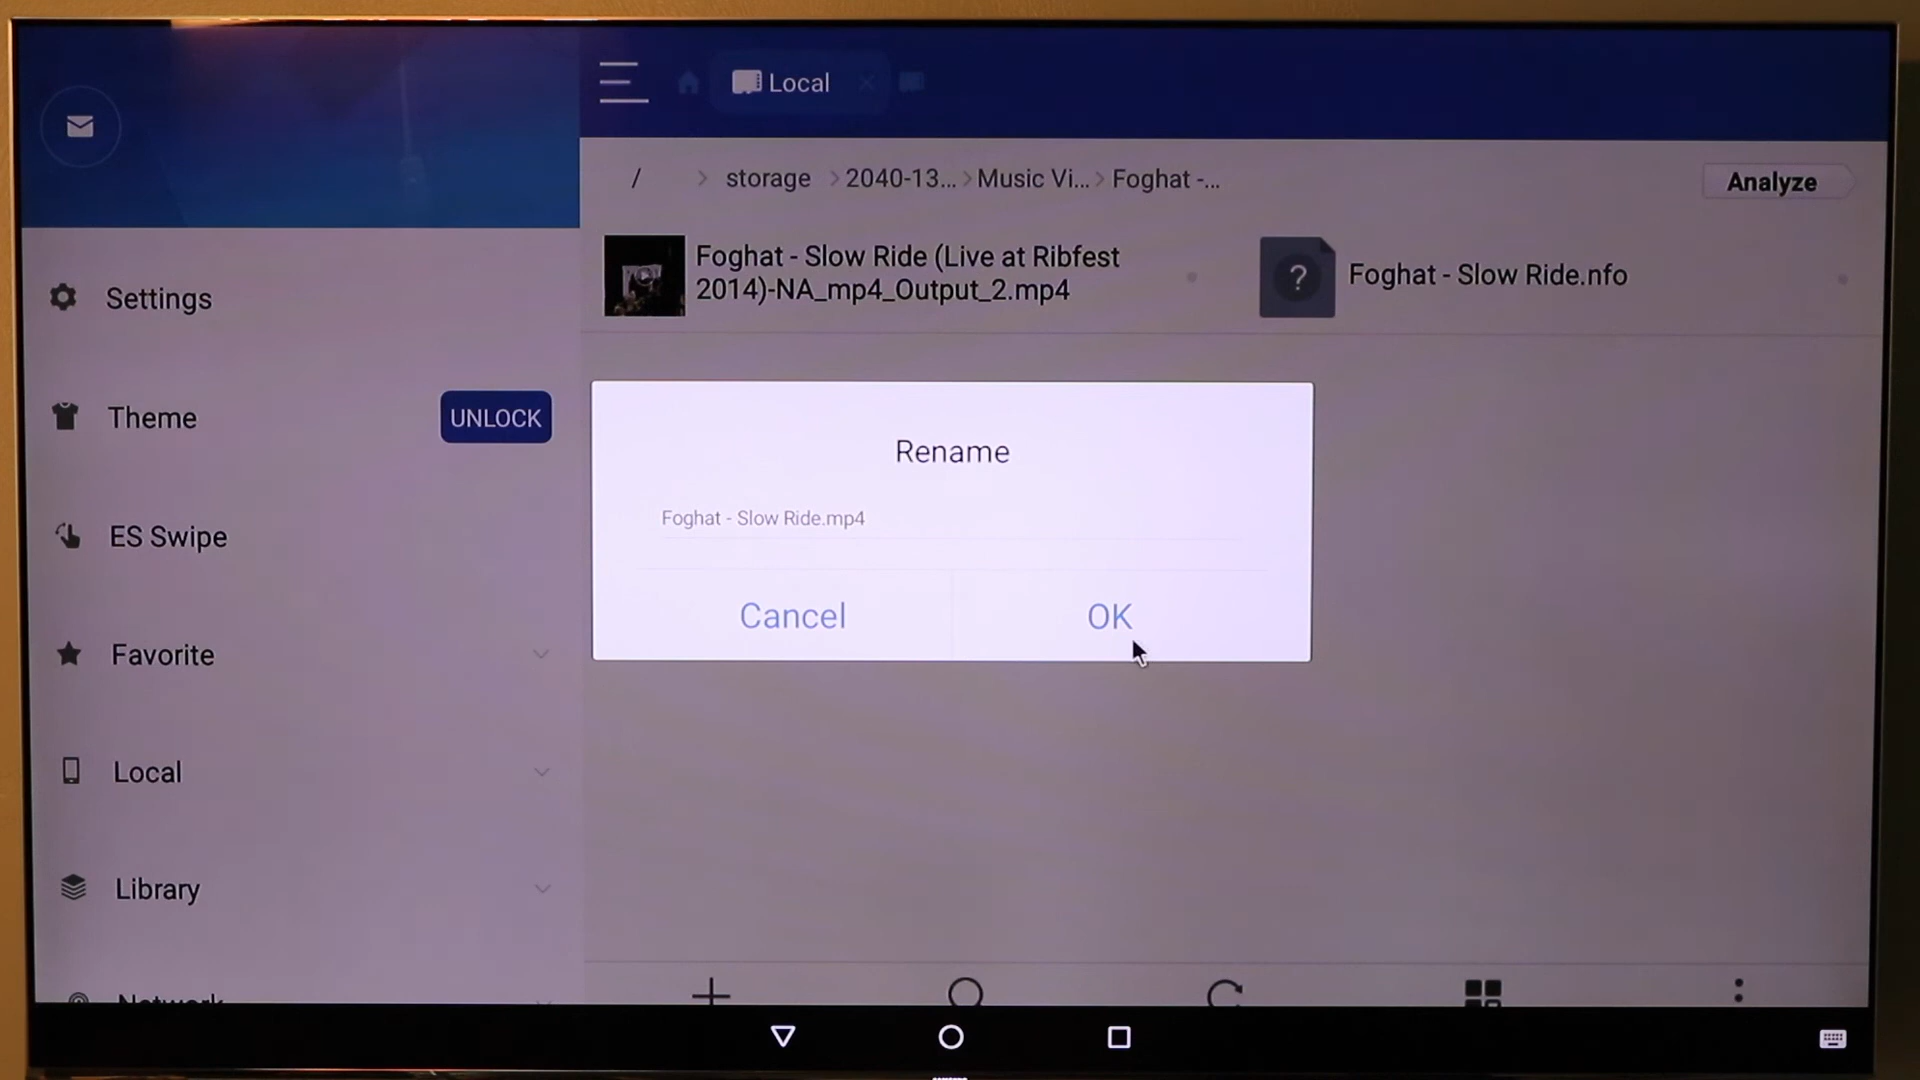 Local
/ > storage > 2040-13... > Music Vi... > Foghat -...
Analyze
Foghat - Slow Ride (Live at Ribfest
2014)-NA_mp4_Output_2.mp4
Foghat - Slow Ride.nfo
Settings
Theme
UNLOCK
ES Swipe
Favorite
Local
Library
Network
Rename
Foghat - Slow Ride.mp4
Cancel
OK